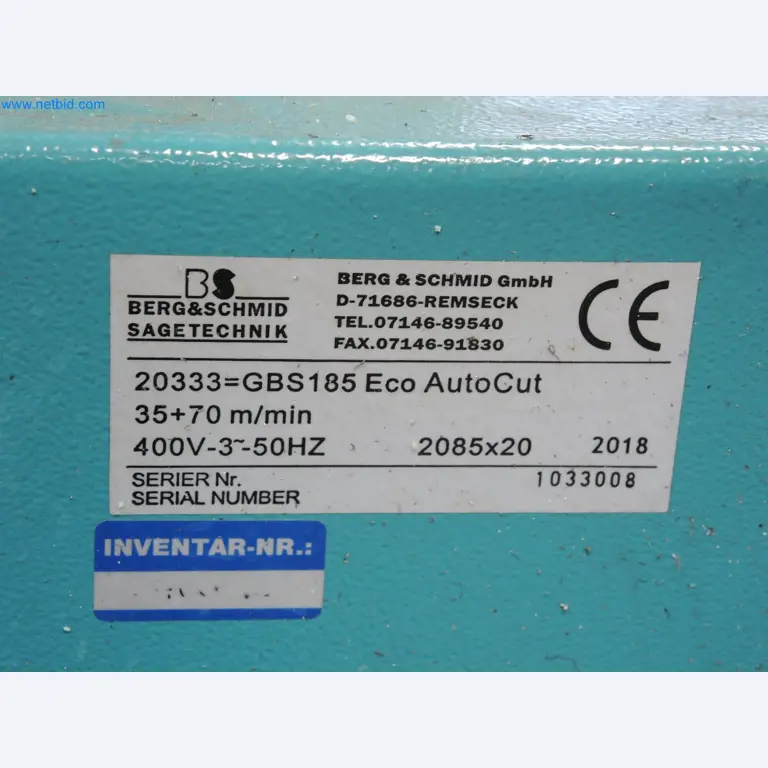 www.netbid.com
BS
BERG&SCHMID
SAGETECHNIK
BERG & SCHMID GmbH
D-71686-REMSECK
TEL.07146-89540
FAX.07146-91830
CE
20333=GBS185 Eco AutoCut
35+70 m/min
400V-3~-50HZ 2085x20 2018
SERIER Nr. 1033008
SERIAL NUMBER
INVENTAR-NR.: